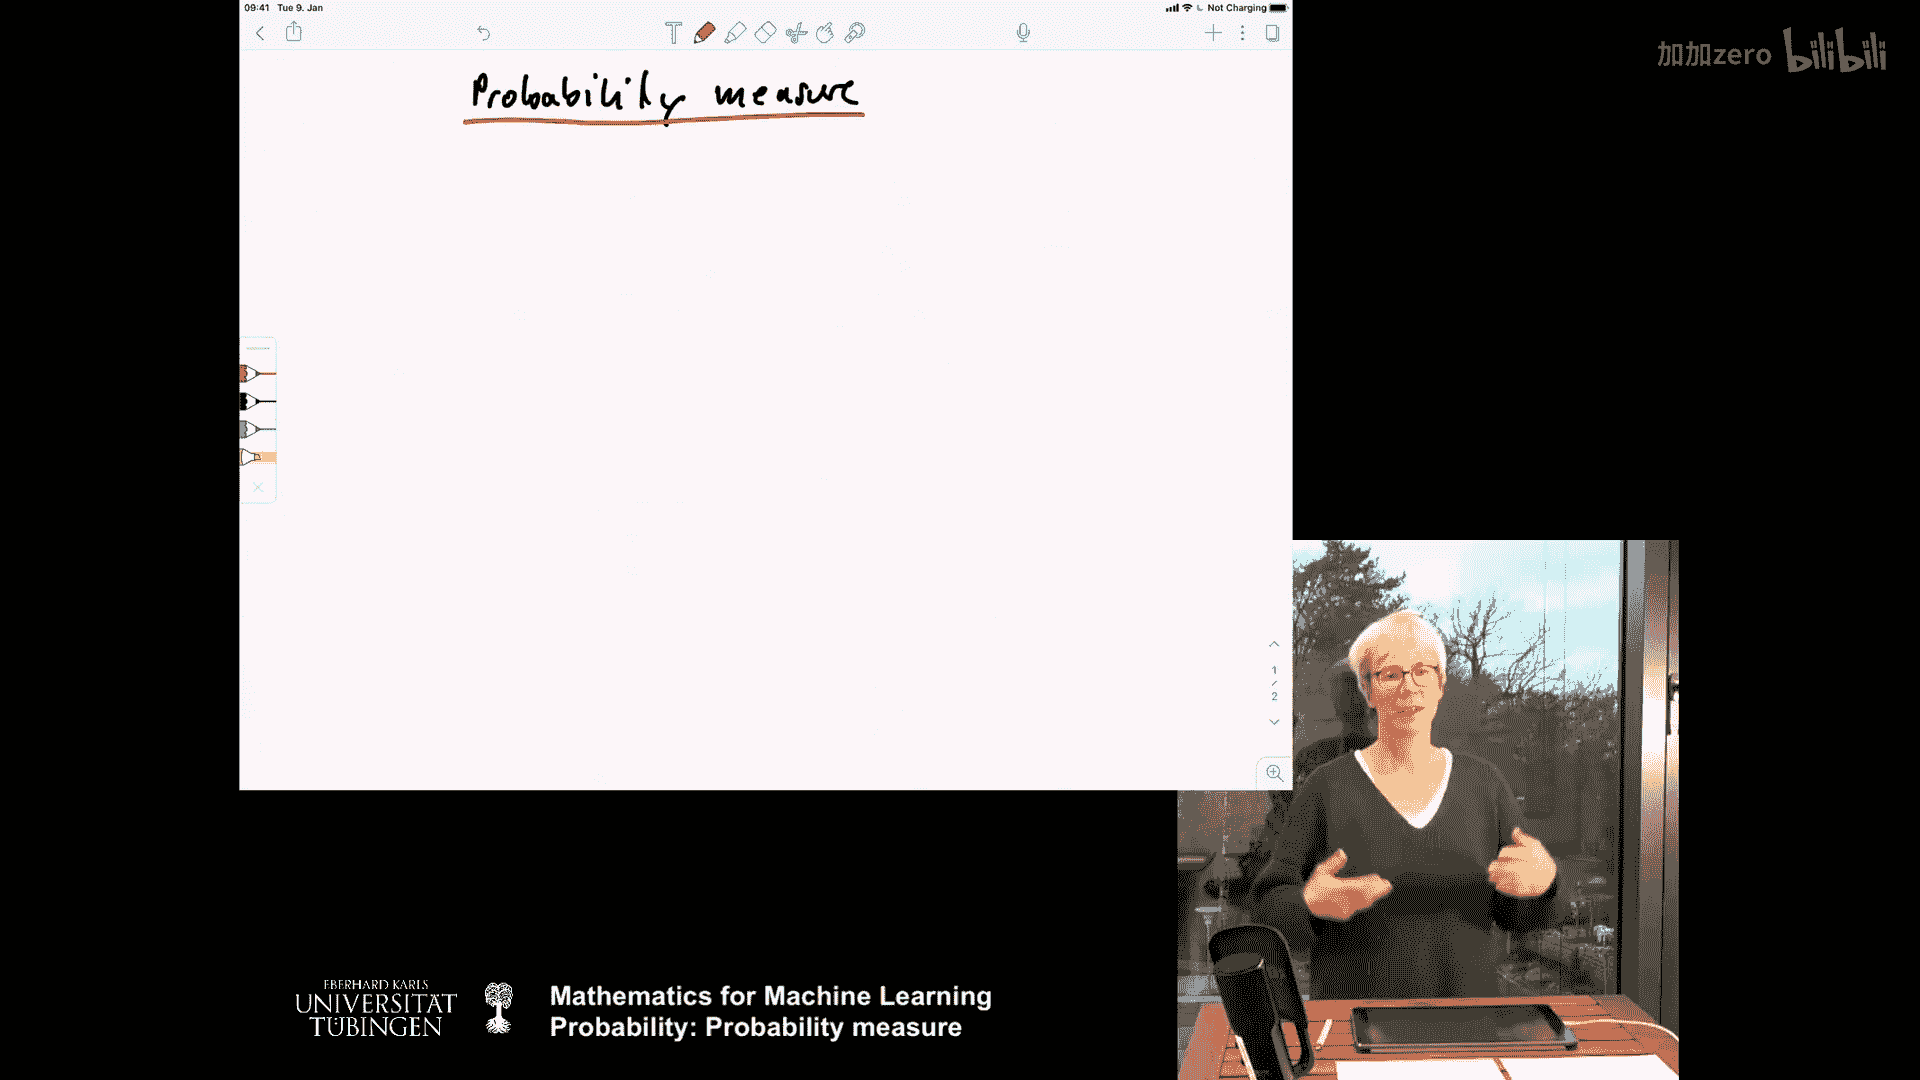 09:41 Tue 9. Jan
Not Charging
加加zero bilibili
T
Probability measure
1
/
2
EBERHARD KARLS
UNIVERSITÄT
TÜBINGEN
Mathematics for Machine Learning
Probability: Probability measure